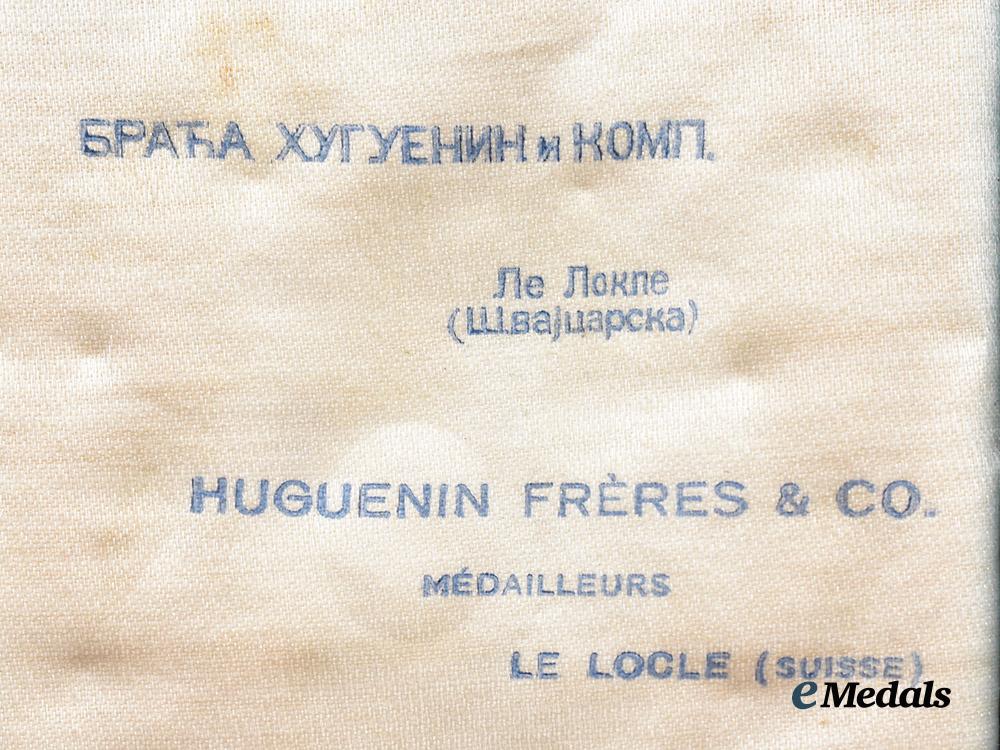 БРАЋА ХУГУЕНИН и КОМП.
Ле Локле
(Швајцарска)
HUGUENIN FRÈRES & CO.
MÉDAILLEURS
LE LOCLE (SUISSE)
eMedals